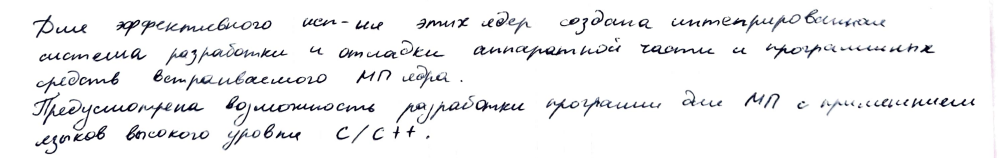 Для эффективного исп-ия этих ядер создана интегрированная
система разработки и отладки аппаратной части и программных
средств встраиваемого МП ядра.
Предусмотрена возможность разработки программ для МП с применением
языков высокого уровня С/С++.